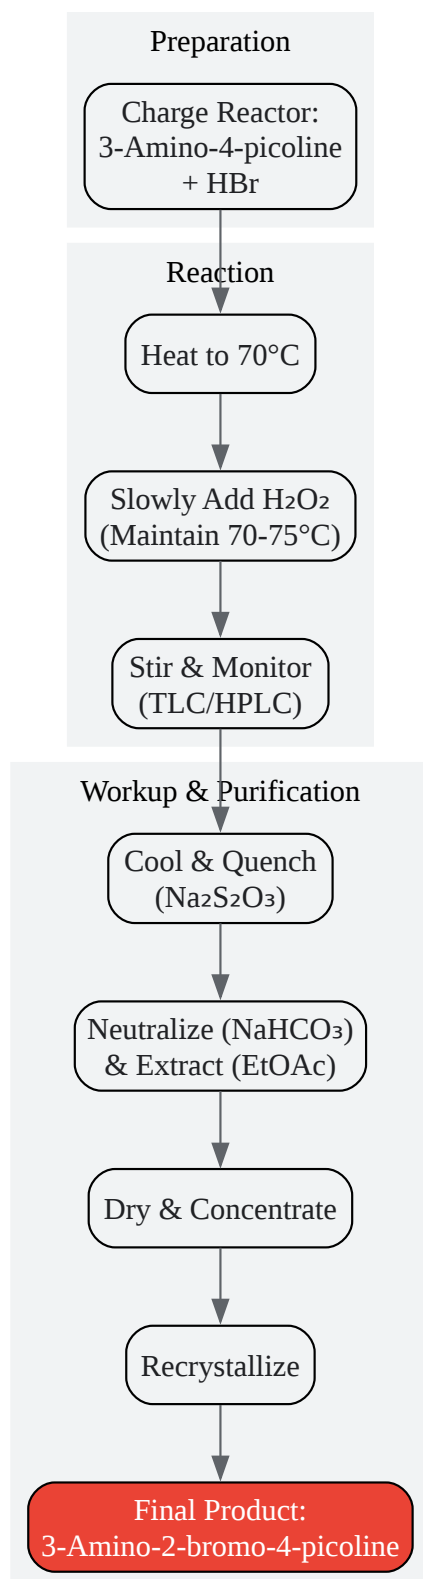 Preparation
Charge Reactor:
3-Amino-4-picoline
+ HBr
Reaction
Heat to 70°C
Slowly Add H₂O₂
(Maintain 70-75°C)
Stir & Monitor
(TLC/HPLC)
Workup & Purification
Cool & Quench
(Na₂S₂O₃)
Neutralize (NaHCO₃)
& Extract (EtOAc)
Dry & Concentrate
Recrystallize
Final Product:
3-Amino-2-bromo-4-picoline